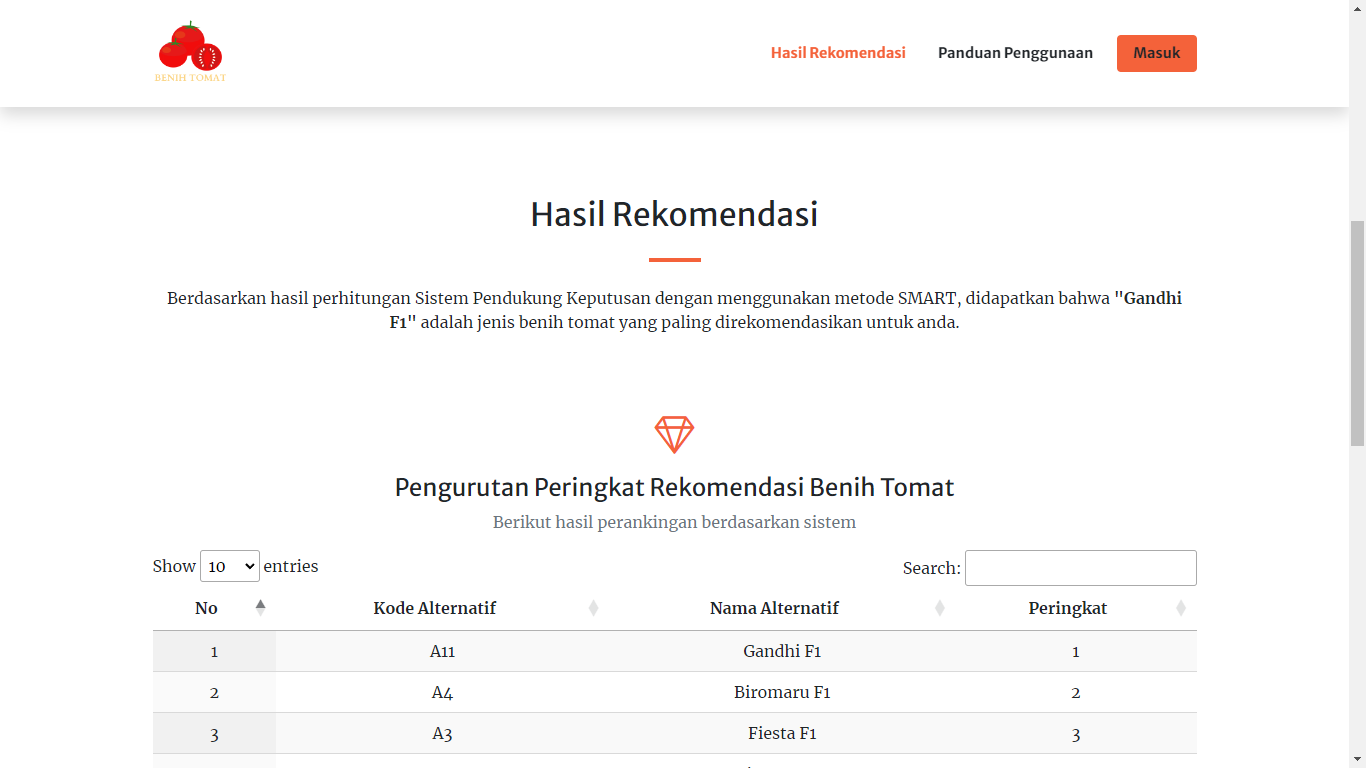 BENIH TOMAT
Hasil Rekomendasi
Panduan Penggunaan
Masuk
Hasil Rekomendasi
Berdasarkan hasil perhitungan Sistem Pendukung Keputusan dengan menggunakan metode SMART, didapatkan bahwa "Gandhi
F1" adalah jenis benih tomat yang paling direkomendasikan untuk anda.
Pengurutan Peringkat Rekomendasi Benih Tomat
Berikut hasil perankingan berdasarkan sistem
Show 10 entries
Search:
No Kode Alternatif Nama Alternatif Peringkat
1 A11 Gandhi F1 1
2 A4 Biromaru F1 2
3 A3 Fiesta F1 3